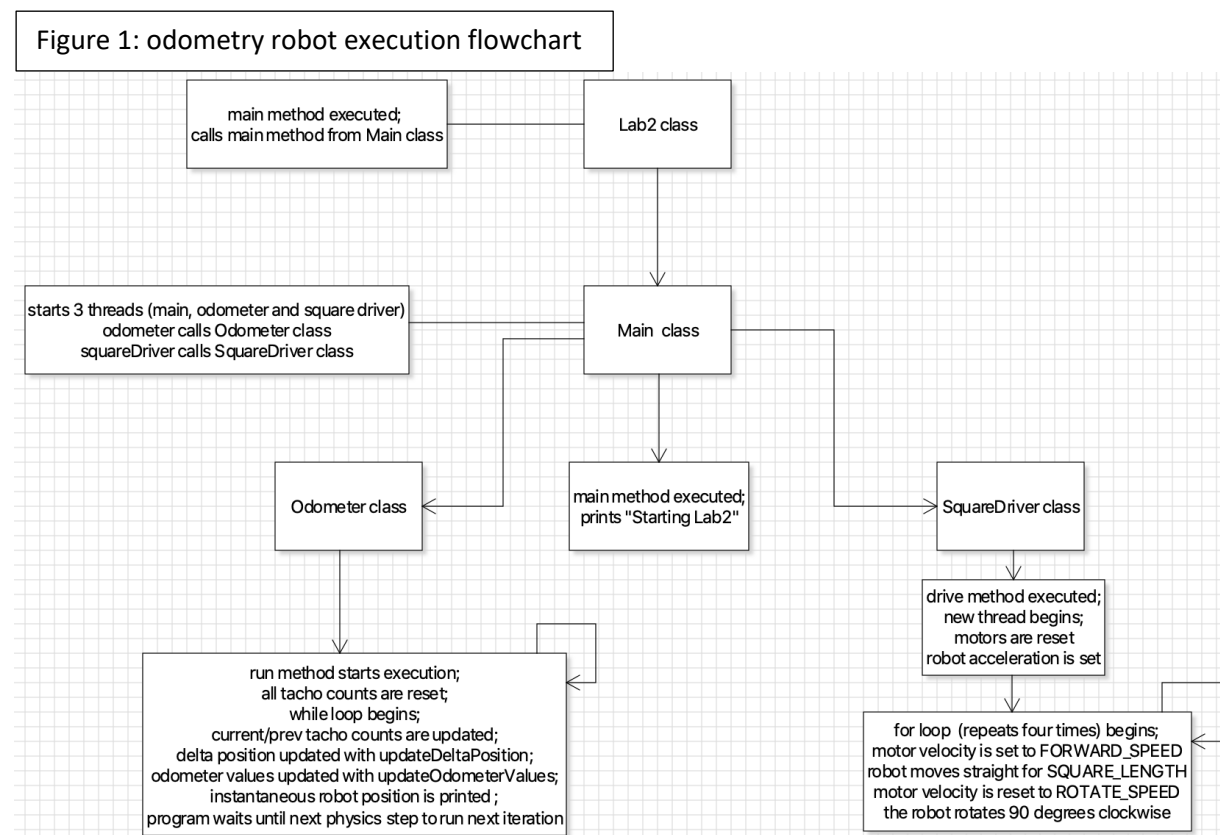 Figure 1: odometry robot execution flowchart
main method executed;
calls main method from Main class
Lab2 class
starts 3 threads (main, odometer and square driver)
odometer calls Odometer class
squareDriver calls SquareDriver class
Main class
Odometer class
main method executed;
prints "Starting Lab2"
SquareDriver class
drive method executed;
new thread begins;
motors are reset
robot acceleration is set
run method starts execution;
all tacho counts are reset;
while loop begins;
current/prev tacho counts are updated;
delta position updated with updateDeltaPosition;
odometer values updated with updateOdometerValues;
instantaneous robot position is printed ;
program waits until next physics step to run next iteration
for loop (repeats four times) begins;
motor velocity is set to FORWARD_SPEED
robot moves straight for SQUARE_LENGTH
motor velocity is reset to ROTATE_SPEED
the robot rotates 90 degrees clockwise